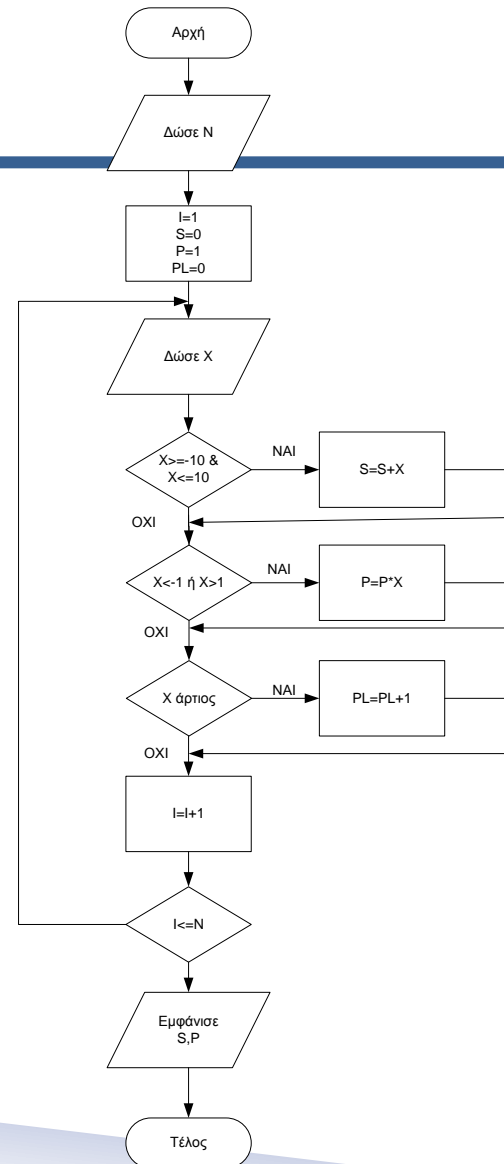 Αρχή
Δώσε Ν
I=1
S=0
P=1
PL=0
Δώσε Χ
X>=-10 &
X<=10
ΝΑΙ
S=S+X
ΟΧΙ
X<-1 ή X>1
ΝΑΙ
P=P*X
ΟΧΙ
Χ άρτιος
ΝΑΙ
PL=PL+1
ΟΧΙ
I=I+1
I<=N
Εμφάνισε
S,P
Τέλος